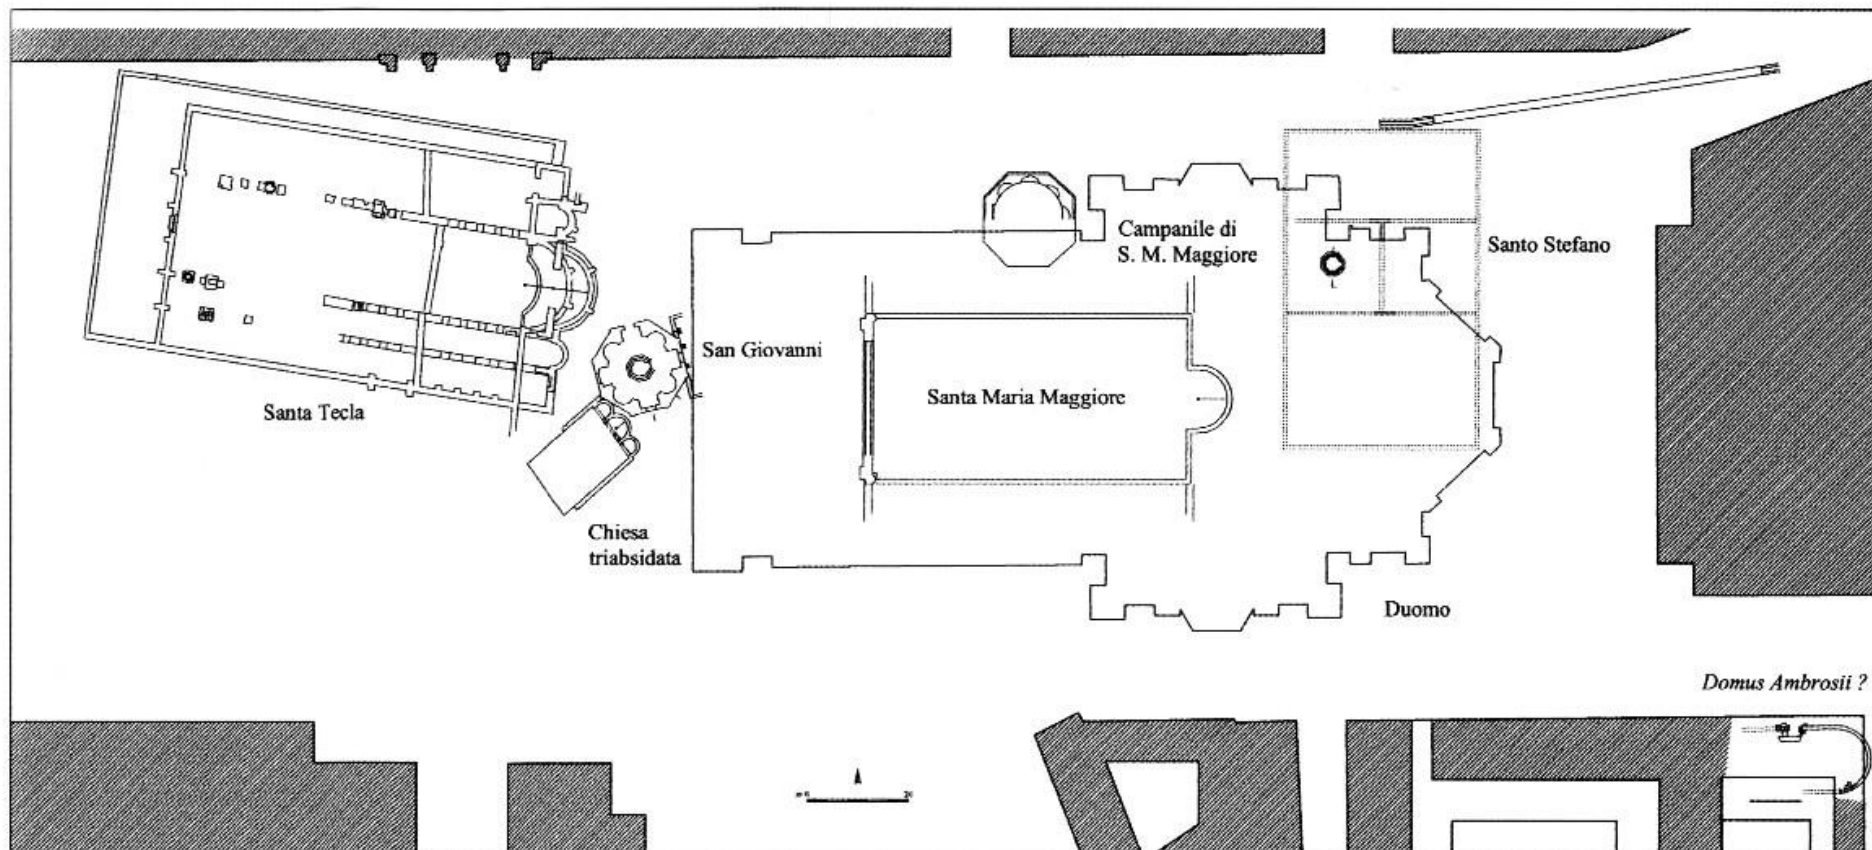 Campanile di
S. M. Maggiore
Santo Stefano
San Giovanni
Santa Maria Maggiore
Santa Tecla
Chiesa
triabsidata
Duomo
Domus Ambrosii ?